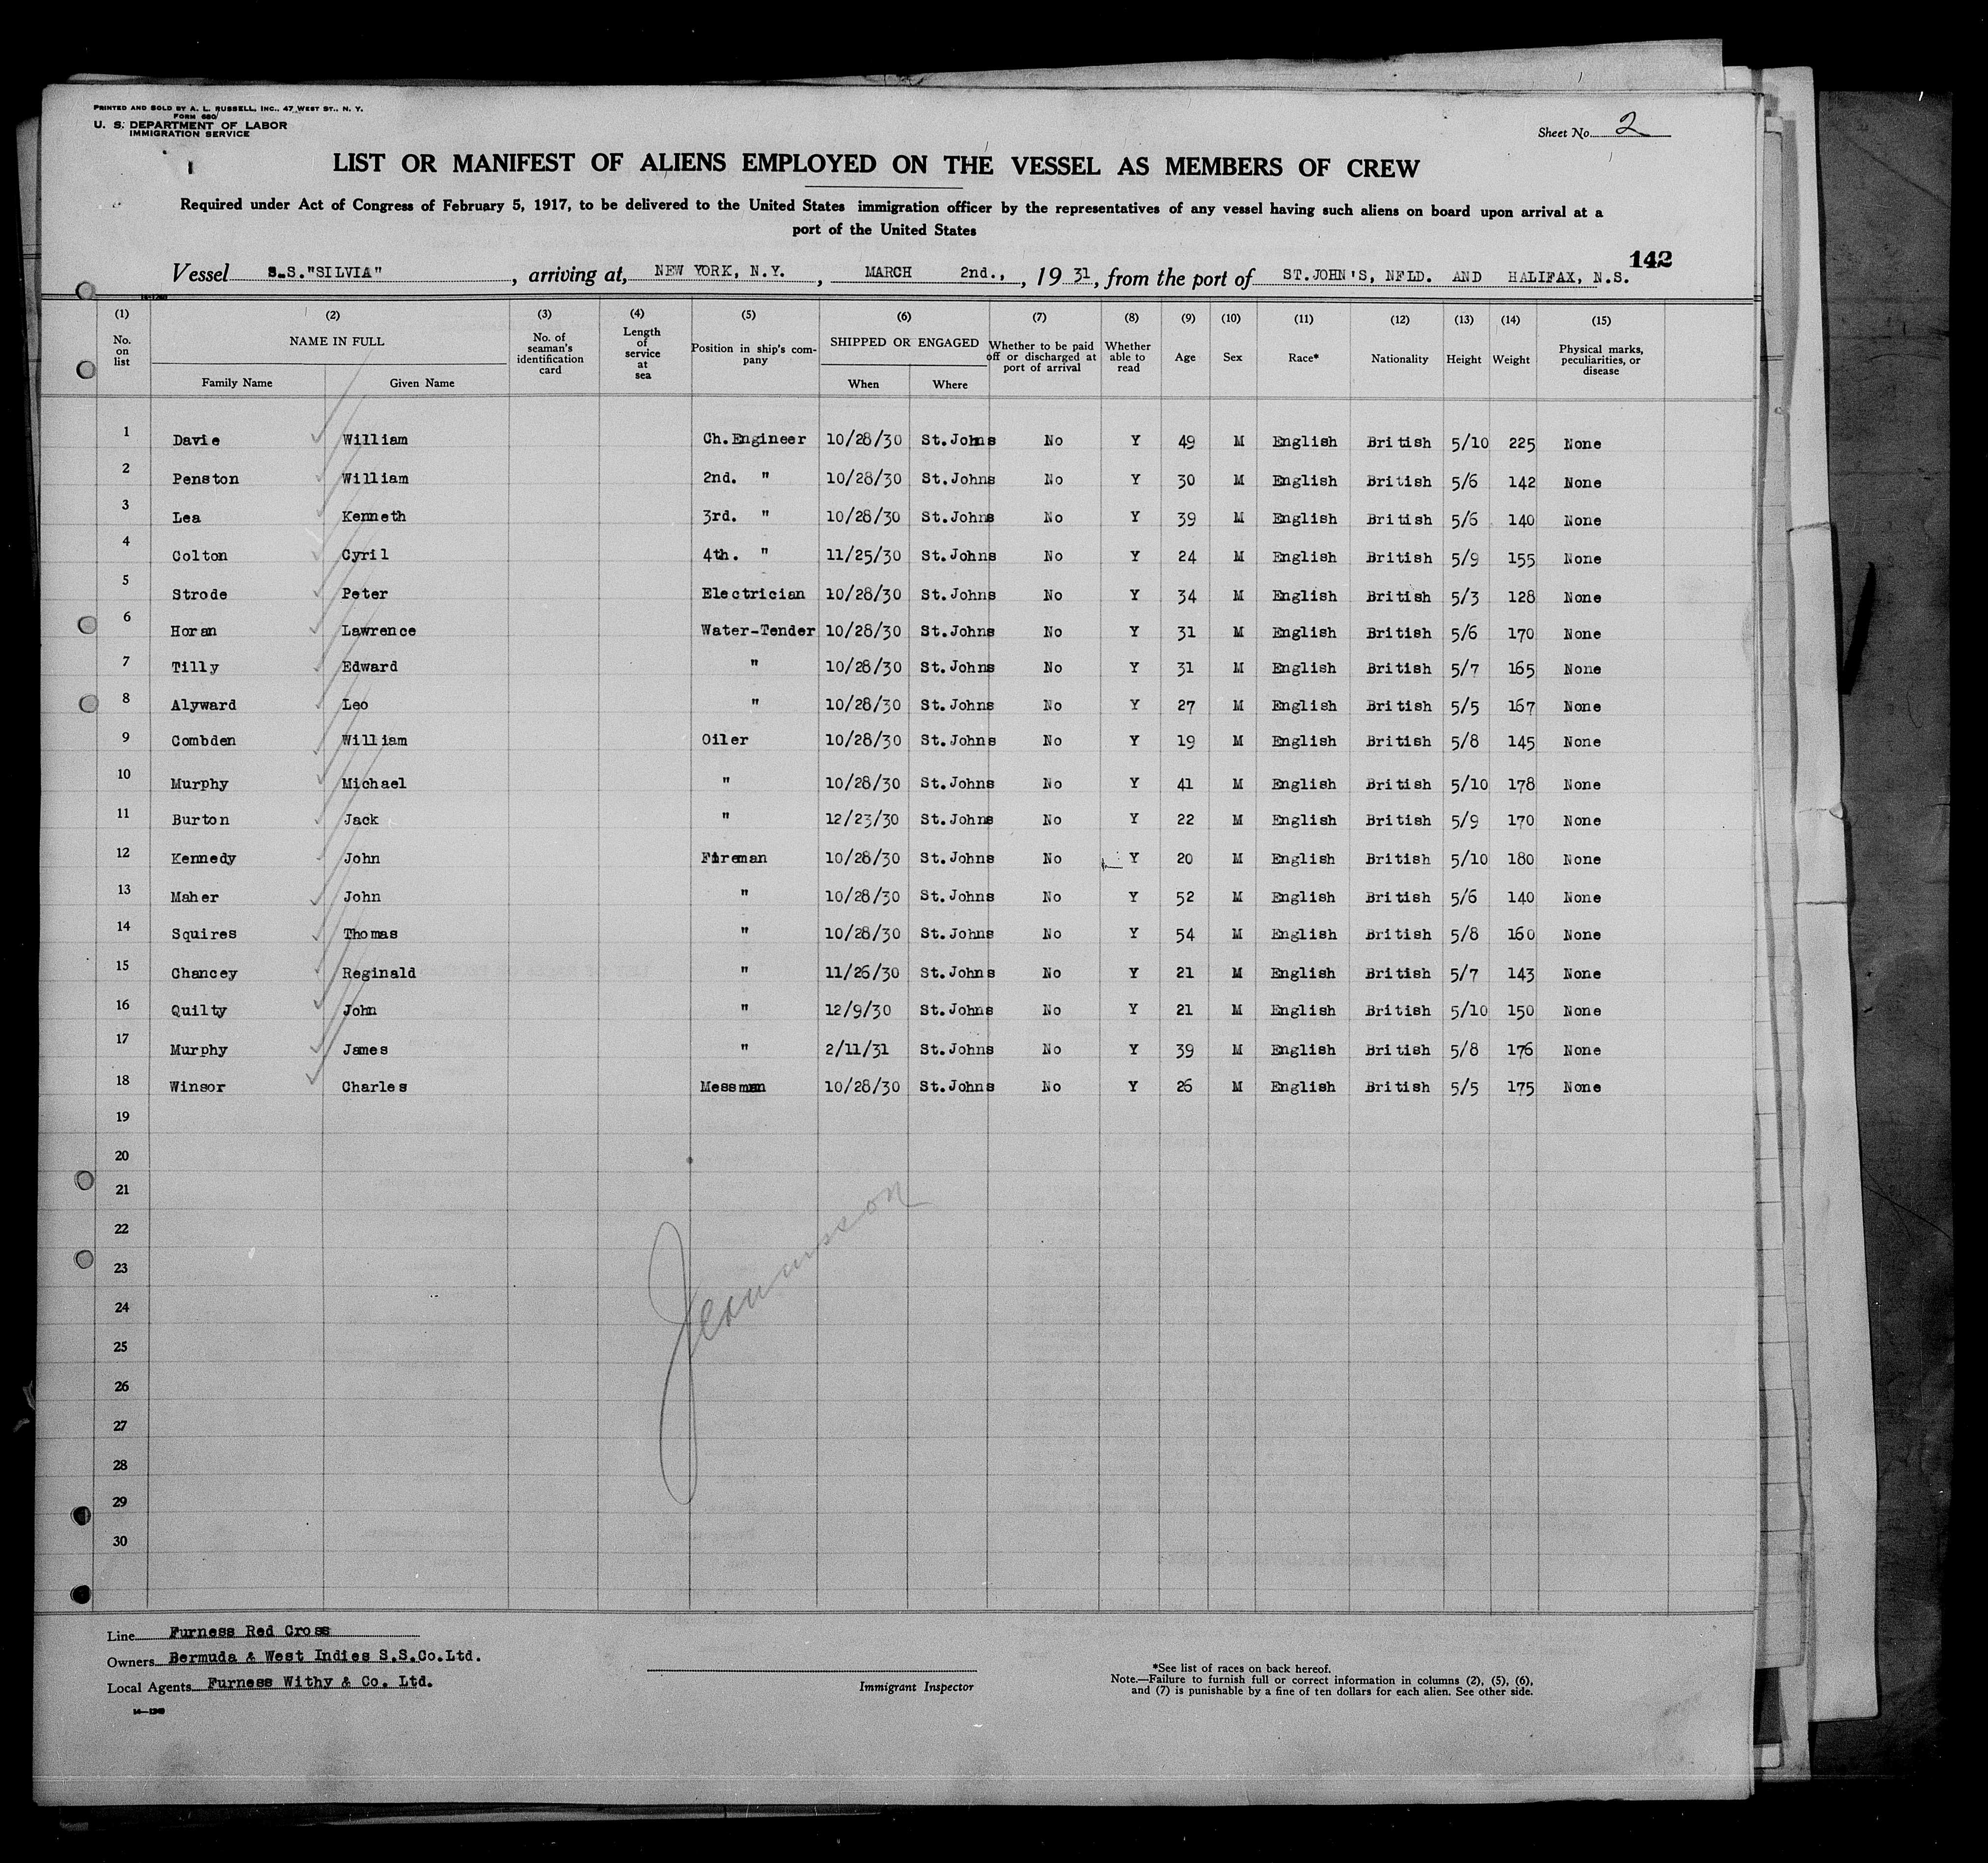 PRINTED AND SOLD BY A. L. RUSSELL, INC., 47 WEST ST., N. Y.
FORM 680
U. S. DEPARTMENT OF LABOR
IMMIGRATION SERVICE
Sheet No. 2
LIST OR MANIFEST OF ALIENS EMPLOYED ON THE VESSEL AS MEMBERS OF CREW
Required under Act of Congress of February 5, 1917, to be delivered to the United States immigration officer by the representatives of any vessel having such aliens on board upon arrival at a
port of the United States
142
Vessel S.S."SILVIA", arriving at, NEW YORK, N.Y., MARCH 2nd., 1931, from the port of ST.JOHN'S, NFLD. AND HALIFAX, N.S.
(1) (2) (3) (4) (5) (6) (7) (8) (9) (10) (11) (12) (13) (14) (15)
No. on list NAME IN FULL No. of seaman's identification card Length of service at sea Position in ship's company SHIPPED OR ENGAGED Whether to be paid off or discharged at port of arrival Whether able to read Age Sex Race* Nationality Height Weight Physical marks, peculiarities, or disease
Family Name Given Name When Where
1 Davie William Ch.Engineer 10/28/30 St.Johns No Y 49 M English British 5/10 225 None
2 Penston William 2nd. " 10/28/30 St.Johns No Y 30 M English British 5/6 142 None
3 Lea Kenneth 3rd. " 10/28/30 St.Johns No Y 39 M English British 5/6 140 None
4 Colton Cyril 4th. " 11/25/30 St.Johns No Y 24 M English British 5/9 155 None
5 Strode Peter Electrician 10/28/30 St.Johns No Y 34 M English British 5/3 128 None
6 Horan Lawrence Water-Tender 10/28/30 St.Johns No Y 31 M English British 5/6 170 None
7 Tilly Edward " 10/28/30 St.Johns No Y 31 M English British 5/7 165 None
8 Alyward Leo " 10/28/30 St.Johns No Y 27 M English British 5/5 167 None
9 Combden William Oiler 10/28/30 St.Johns No Y 19 M English British 5/8 145 None
10 Murphy Michael " 10/28/30 St.Johns No Y 41 M English British 5/10 178 None
11 Burton Jack " 12/23/30 St.Johns No Y 22 M English British 5/9 170 None
12 Kennedy John Fireman 10/28/30 St.Johns No Y 20 M English British 5/10 180 None
13 Maher John " 10/28/30 St.Johns No Y 52 M English British 5/6 140 None
14 Squires Thomas " 10/28/30 St.Johns No Y 54 M English British 5/8 160 None
15 Chancey Reginald " 11/26/30 St.Johns No Y 21 M English British 5/7 143 None
16 Quilty John " 12/9/30 St.Johns No Y 21 M English British 5/10 150 None
17 Murphy James " 2/11/31 St.Johns No Y 39 M English British 5/8 176 None
18 Winsor Charles Messman 10/28/30 St.Johns No Y 26 M English British 5/5 175 None
19
20
21
22
23
24
25
26
27
28
29
30
Line Furness Red Cross
Owners Bermuda & West Indies S.S.Co.Ltd.
Local Agents Furness Withy & Co. Ltd.
Immigrant Inspector
*See list of races on back hereof.
Note.—Failure to furnish full or correct information in columns (2), (5), (6),
and (7) is punishable by a fine of ten dollars for each alien. See other side.